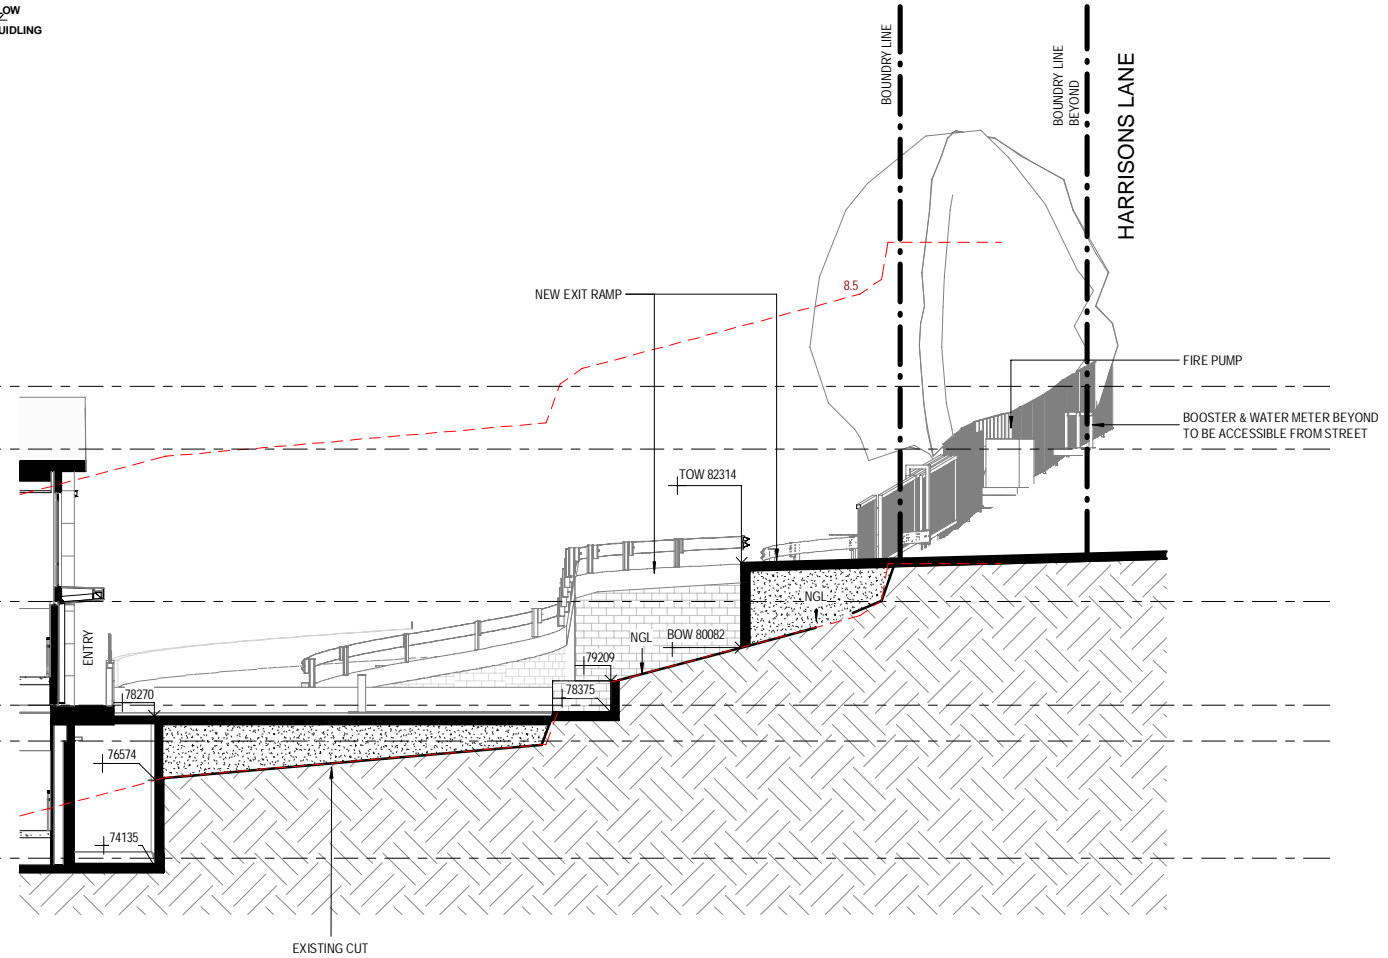 LOW
UIDLING
BOUNDRY LINE
BOUNDRY LINE
BEYOND
HARRISONS LANE
8.5
NEW EXIT RAMP
FIRE PUMP
BOOSTER & WATER METER BEYOND
TO BE ACCESSIBLE FROM STREET
TOW 82314
NGL
NGL
BOW 80082
ENTRY
79209
78375
78270
76574
74135
EXISTING CUT